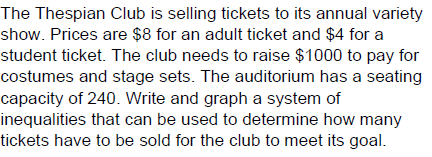 The Thespian Club is selling tickets to its annual variety
show. Prices are $8 for an adult ticket and $4 for a
student ticket. The club needs to raise $1000 to pay for
costumes and stage sets. The auditorium has a seating
capacity of 240. Write and graph a system of
inequalities that can be used to determine how many
tickets have to be sold for the club to meet its goal.